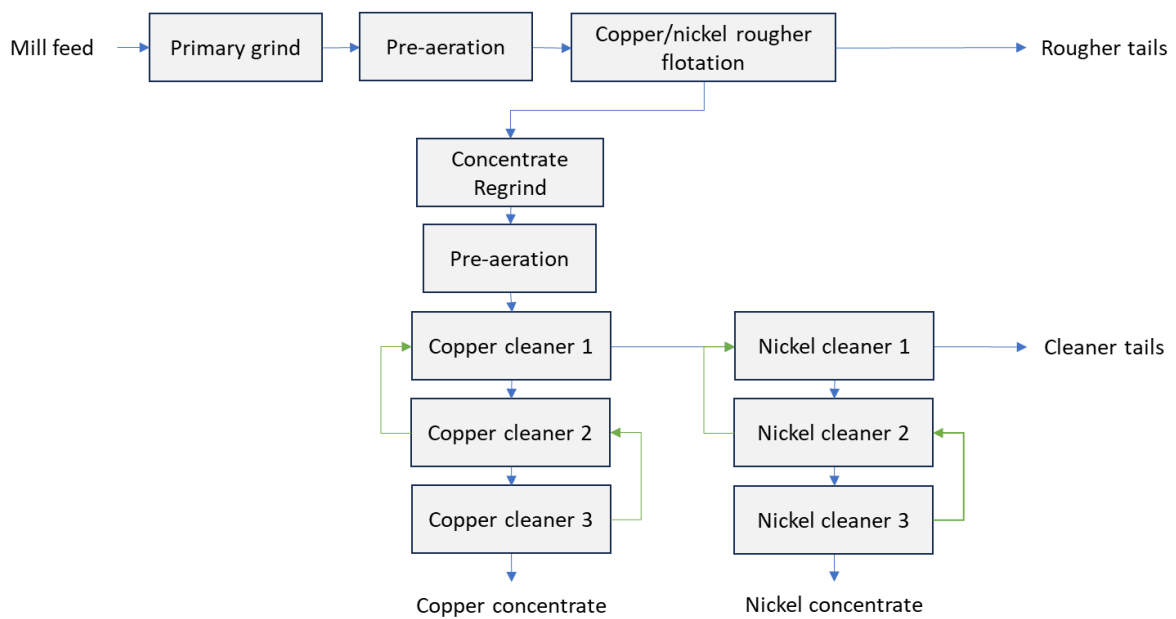 Mill feed
Primary grind
Pre-aeration
Copper/nickel rougher
flotation
Rougher tails
Concentrate
Regrind
Pre-aeration
Copper cleaner 1
Nickel cleaner 1
Cleaner tails
Copper cleaner 2
Nickel cleaner 2
Copper cleaner 3
Nickel cleaner 3
Copper concentrate
Nickel concentrate